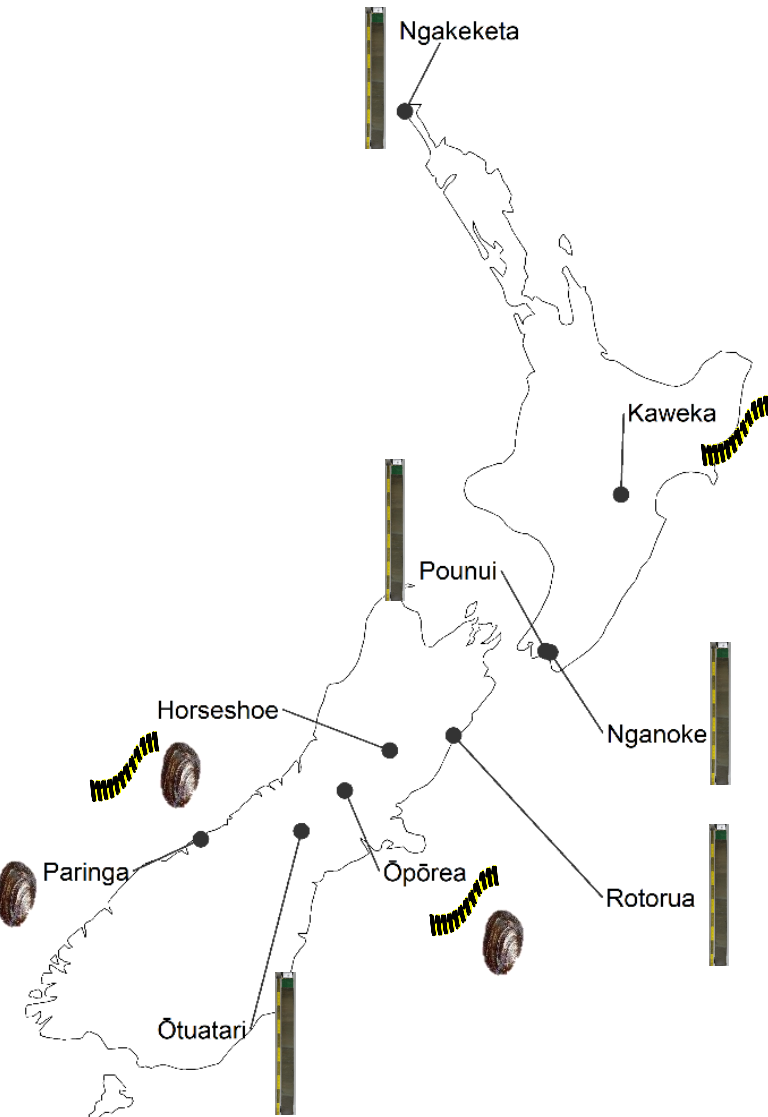 Ngakeketa
Kaweka
Pounui
Horseshoe
Nganoke
Paringa
Ōpōrea
Rotorua
Ōtuatari